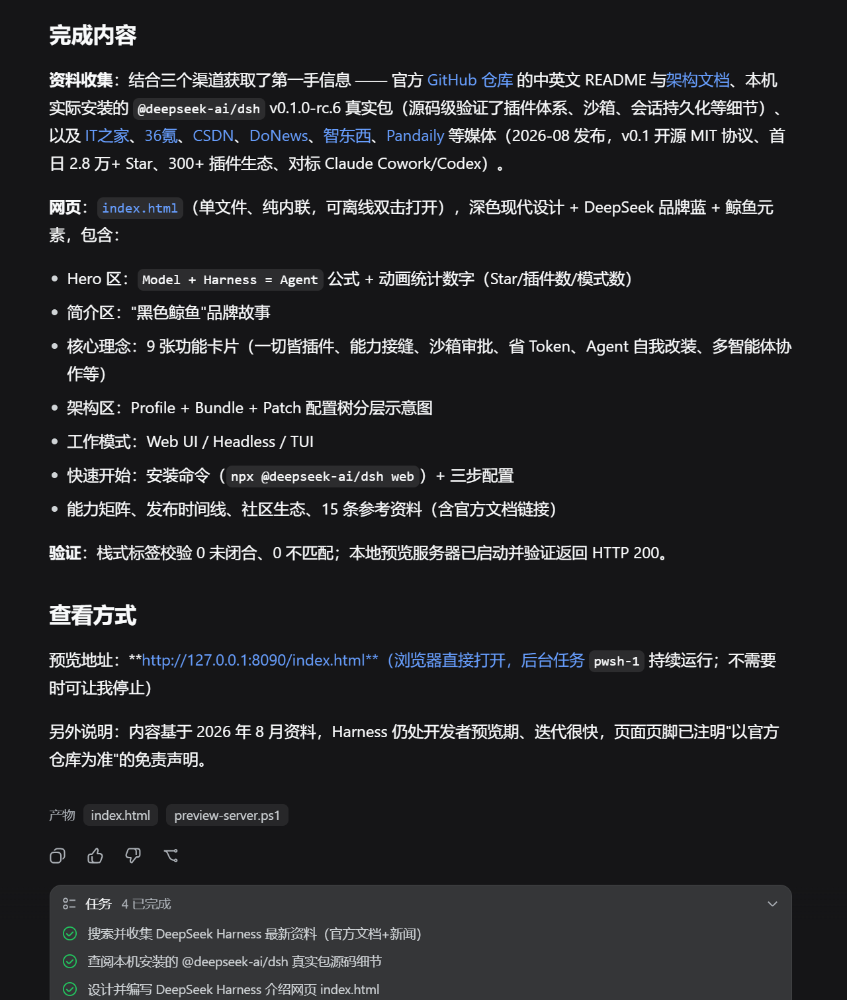 完成内容
资料收集：结合三个渠道获取了第一手信息 —— 官方 GitHub 仓库 的中英文 README 与架构文档、本机
实际安装的 @deepseek-ai/dsh v0.1.0-rc.6 真实包（源码级验证了插件体系、沙箱、会话持久化等细节）、
以及 IT之家、36氪、CSDN、DoNews、智东西、Pandaily 等媒体（2026-08 发布，v0.1 开源 MIT 协议、首
日 2.8 万+ Star、300+ 插件生态、对标 Claude Cowork/Codex）。
网页：index.html（单文件、纯内联，可离线双击打开），深色现代设计 + DeepSeek 品牌蓝 + 鲸鱼元
素，包含：
• Hero 区：Model + Harness = Agent 公式 + 动画统计数字（Star/插件数/模式数）
• 简介区："黑色鲸鱼"品牌故事
• 核心理念：9 张功能卡片（一切皆插件、能力接缝、沙箱审批、省 Token、Agent 自我改装、多智能体协
作等）
• 架构区：Profile + Bundle + Patch 配置树分层示意图
• 工作模式：Web UI / Headless / TUI
• 快速开始：安装命令（npx @deepseek-ai/dsh web）+ 三步配置
• 能力矩阵、发布时间线、社区生态、15 条参考资料（含官方文档链接）
验证：栈式标签校验 0 未闭合、0 不匹配；本地预览服务器已启动并验证返回 HTTP 200。
查看方式
预览地址：**http://127.0.0.1:8090/index.html**（浏览器直接打开，后台任务 pwsh-1 持续运行；不需要
时可让我停止）
另外说明：内容基于 2026 年 8 月资料，Harness 仍处开发者预览期、迭代很快，页面页脚已注明"以官方
仓库为准"的免责声明。
产物 index.html preview-server.ps1
任务 4 已完成
搜索并收集 DeepSeek Harness 最新资料（官方文档+新闻）
查阅本机安装的 @deepseek-ai/dsh 真实包源码细节
设计并编写 DeepSeek Harness 介绍网页 index.html